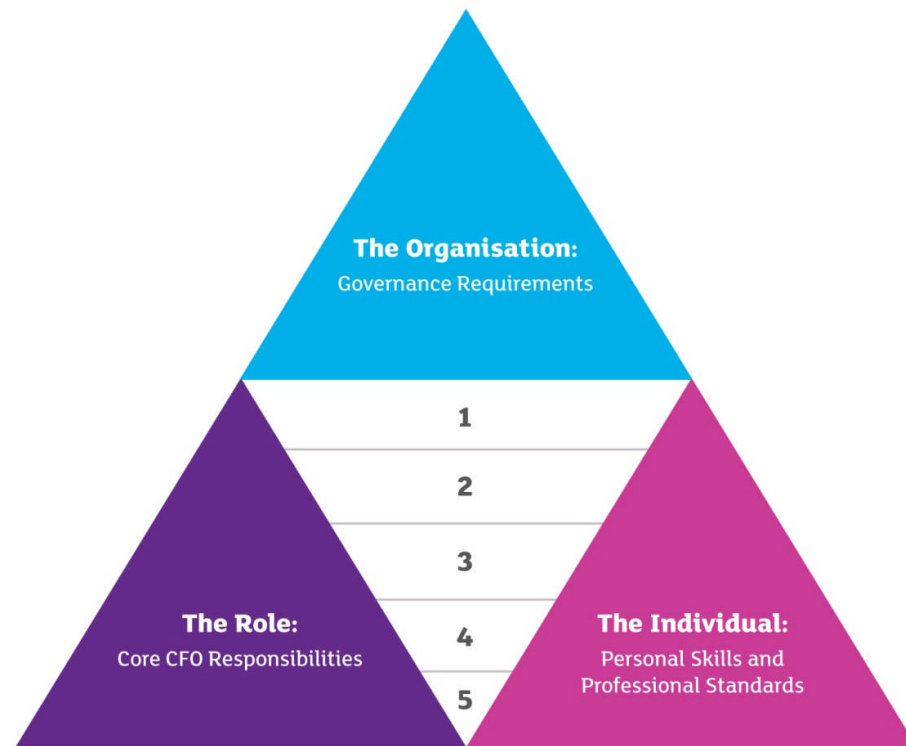 The Organisation:
Governance Requirements
1
2
3
4
5
The Role:
Core CFO Responsibilities
The Individual:
Personal Skills and
Professional Standards